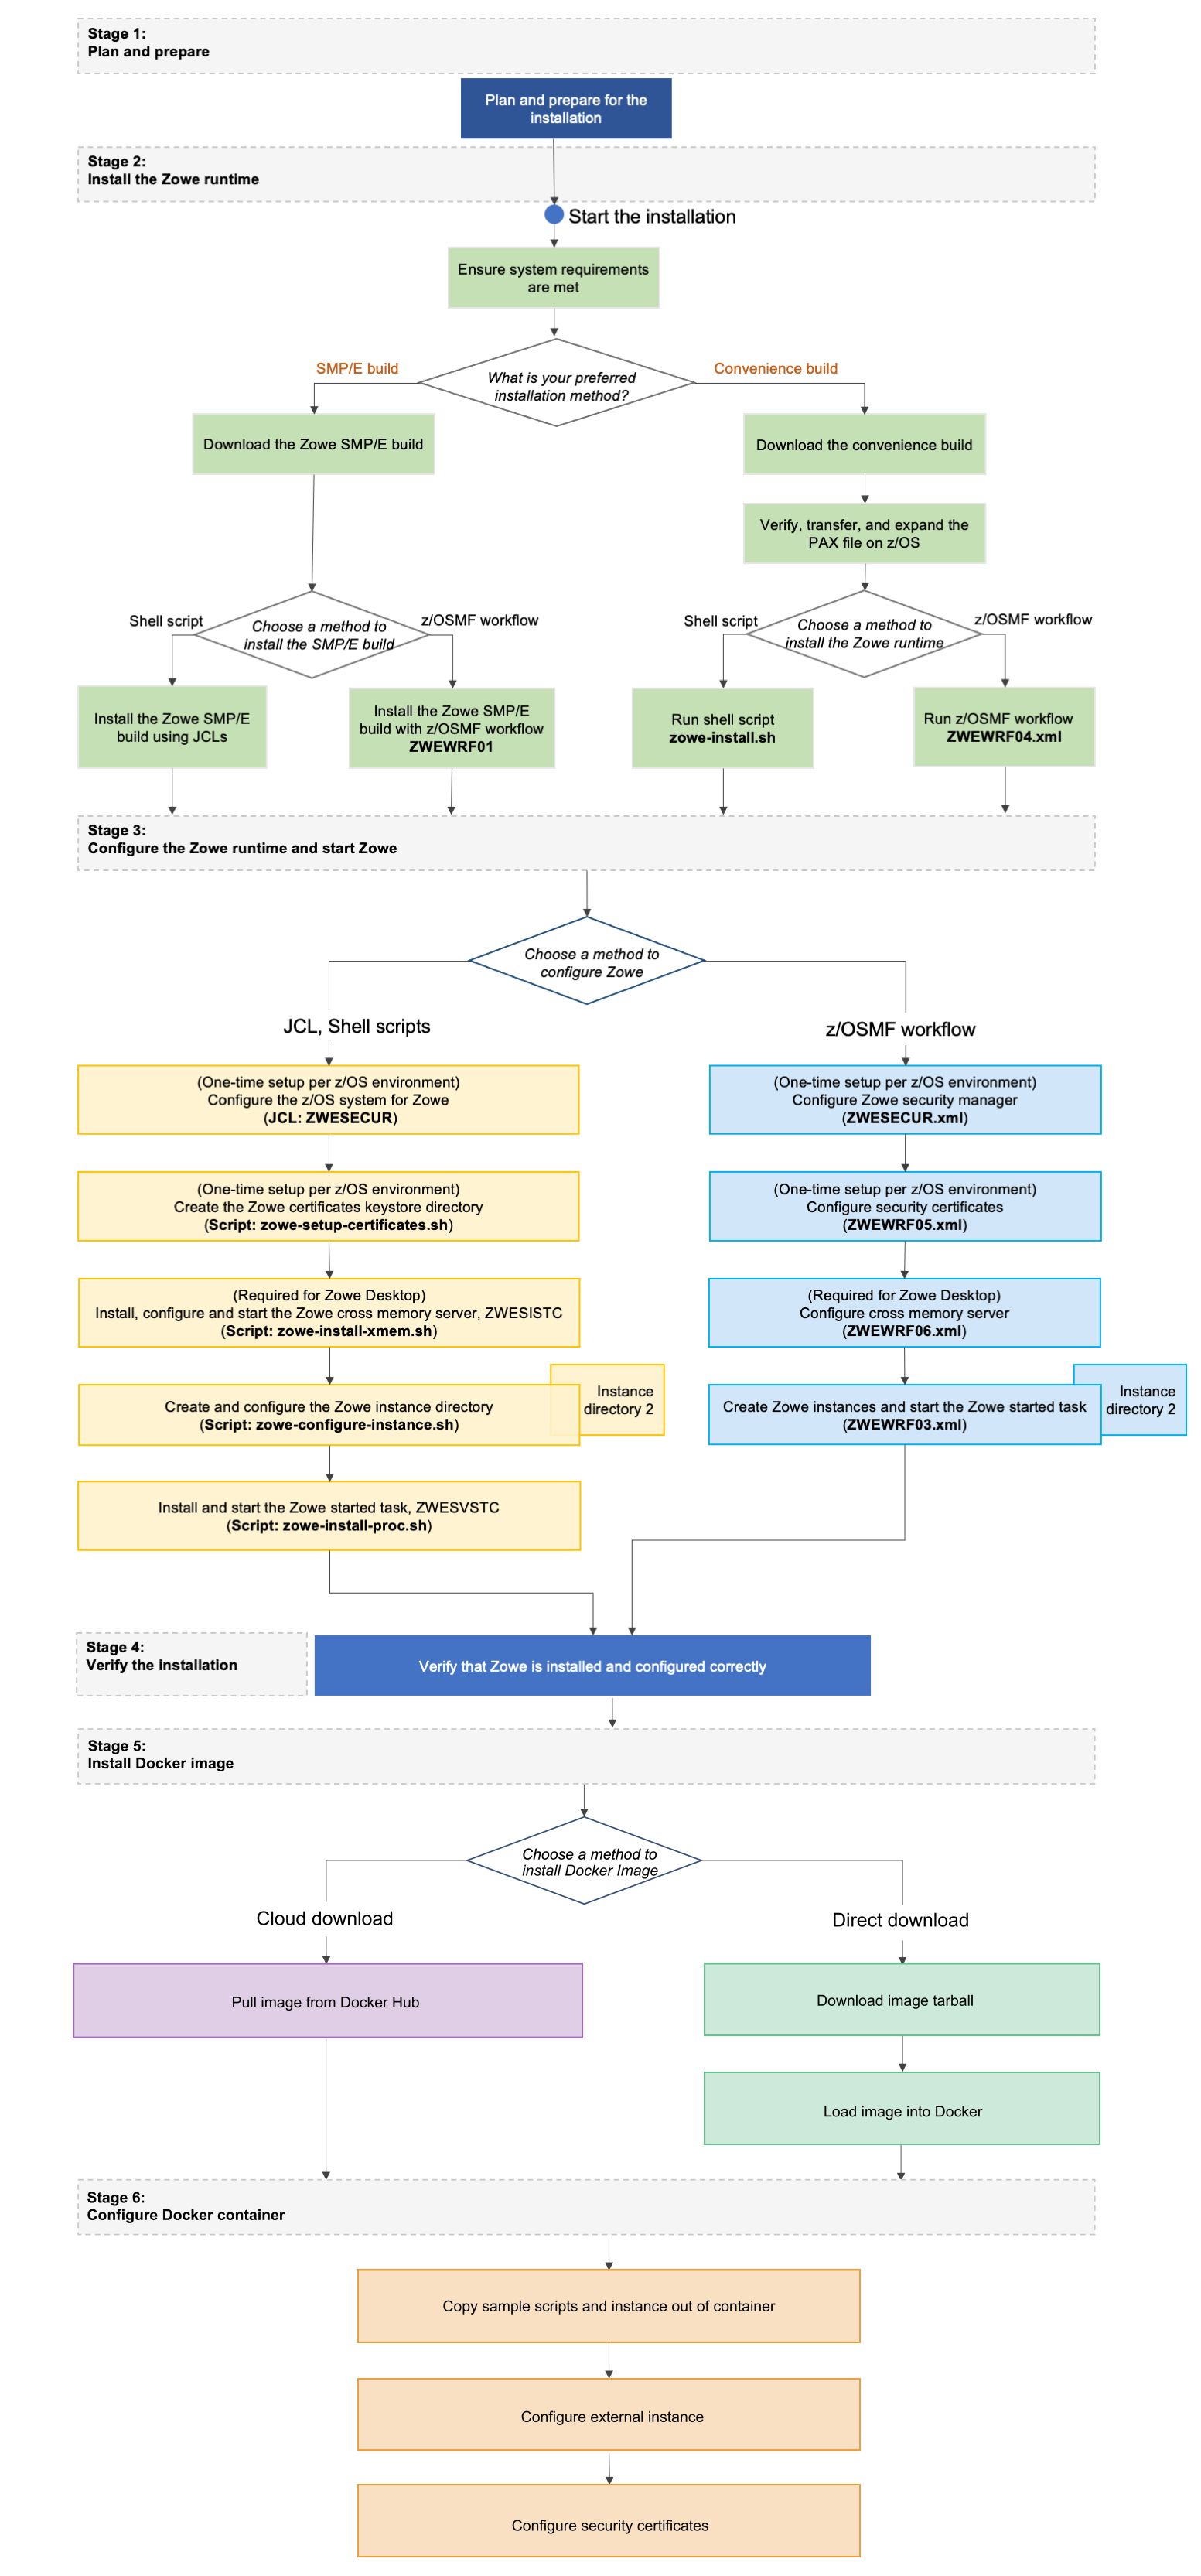 Stage 1:
Plan and prepare
Plan and prepare for the
installation
Stage 2:
Install the Zowe runtime
Start the installation
Ensure system requirements
are met
What is your preferred
installation method?
SMP/E build
Convenience build
Download the Zowe SMP/E build
Download the convenience build
Verify, transfer, and expand the
PAX file on z/OS
Choose a method to
install the SMP/E build
Shell script
z/OSMF workflow
Choose a method to
install the Zowe runtime
Shell script
z/OSMF workflow
Install the Zowe SMP/E
build using JCLs
Install the Zowe SMP/E
build with z/OSMF workflow
ZWEWRF01
Run shell script
zowe-install.sh
Run z/OSMF workflow
ZWEWRF04.xml
Stage 3:
Configure the Zowe runtime and start Zowe
Choose a method to
configure Zowe
JCL, Shell scripts
z/OSMF workflow
(One-time setup per z/OS environment)
Configure the z/OS system for Zowe
(JCL: ZWESECUR)
(One-time setup per z/OS environment)
Configure Zowe security manager
(ZWESECUR.xml)
(One-time setup per z/OS environment)
Create the Zowe certificates keystore directory
(Script: zowe-setup-certificates.sh)
(One-time setup per z/OS environment)
Configure security certificates
(ZWEWRF05.xml)
(Required for Zowe Desktop)
Install, configure and start the Zowe cross memory server, ZWESISTC
(Script: zowe-install-xmem.sh)
(Required for Zowe Desktop)
Configure cross memory server
(ZWEWRF06.xml)
Create and configure the Zowe instance directory
(Script: zowe-configure-instance.sh)
Instance
directory 2
Create Zowe instances and start the Zowe started task
(ZWEWRF03.xml)
Instance
directory 2
Install and start the Zowe started task, ZWESVSTC
(Script: zowe-install-proc.sh)
Stage 4:
Verify the installation
Verify that Zowe is installed and configured correctly
Stage 5:
Install Docker image
Choose a method to
install Docker Image
Cloud download
Direct download
Pull image from Docker Hub
Download image tarball
Load image into Docker
Stage 6:
Configure Docker container
Copy sample scripts and instance out of container
Configure external instance
Configure security certificates